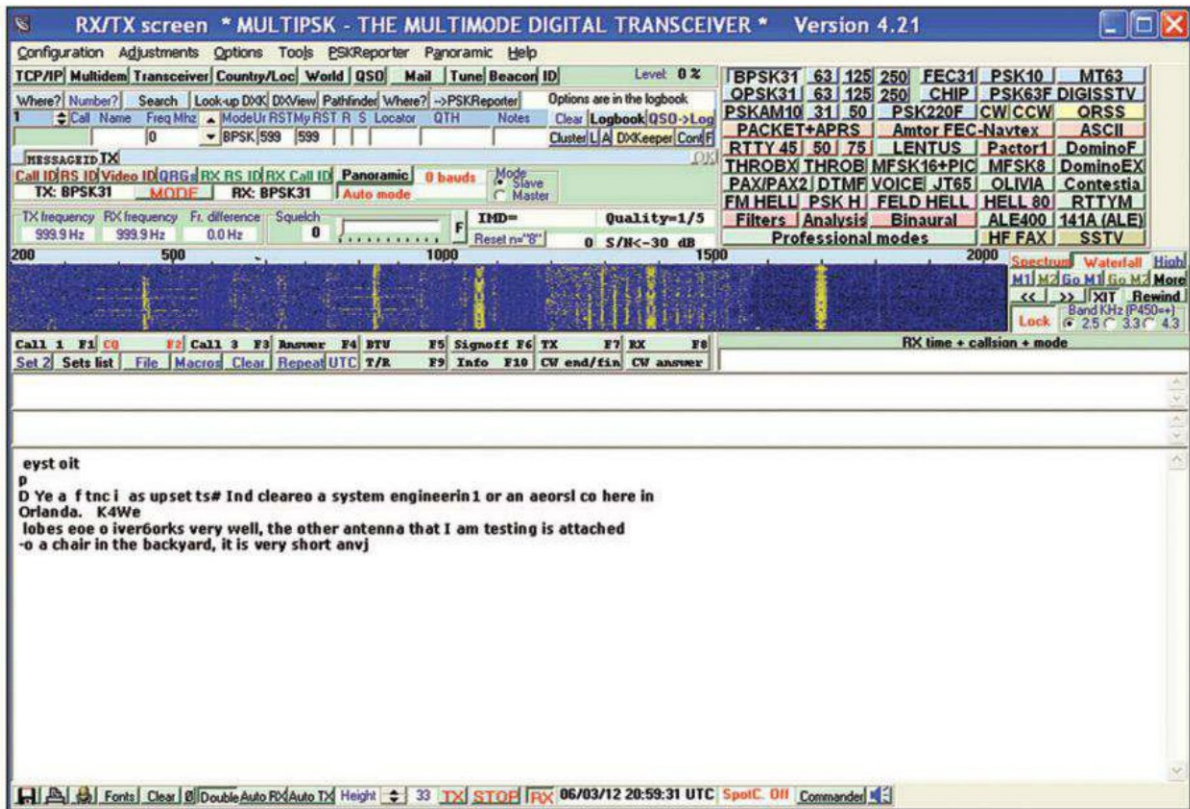 RX/TX screen * MULTIPSK - THE MULTIMODE DIGITAL TRANSCEIVER * Version 4.21
Configuration Adjustments Options Tools PSKReporter Panoramic Help
TCP/IP Multidem Transceiver Country/Loc World QSO Mail Tune Beacon ID Level: 0 %
Where? Number? Search Look-up DXK DXView Pathfinder Where? -->PSKReporter Options are in the logbook
1 Call Name Freq Mhz Mode Ur RST My RST R S Locator QTH Notes Clear Logbook QSO->Log
0 BPSK 599 599 Cluster L A DXKeeper Conf F
MESSAGEID TX OK
Call ID RS ID Video ID QRGs RX RS ID RX Call ID Panoramic 0 bauds Mode Slave
TX: BPSK31 MODE RX: BPSK31 Auto mode Master
TX frequency RX frequency Fr. difference Squelch IMD= Quality=1/5
999.9 Hz 999.9 Hz 0.0 Hz 0 F Reset n="8" 0 S/N<-30 dB
BPSK31 63 125 250 FEC31 PSK10 MT63
QPSK31 63 125 250 CHIP PSK63F DIGISSTV
PSKAM10 31 50 PSK220F CW CCW QRSS
PACKET+APRS Amtor FEC-Navtex ASCII
RTTY 45 50 75 LENTUS Pactor1 DominoF
THROBX THROB MFSK16+PIC MFSK8 DominoEX
PAX/PAX2 DTMF VOICE JT65 OLIVIA Contestia
FM HELL PSK H FELD HELL HELL 80 RTTYM
Filters Analysis Binaural ALE400 141A (ALE)
Professional modes HF FAX SSTV
200 500 1000 1500 2000
Spectrum Waterfall High
M1 M2 Go M1 Go M2 More
<< >> XIT Rewind
Lock Band KHz (P450=+)
2.5 3.3 4.3
Call 1 F1 CQ F2 Call 3 F3 Answer F4 BTU F5 Signoff F6 TX F7 RX F8 RX time + callsion + mode
Set 2 Sets list File Macros Clear Repeat UTC T/R F9 Info F10 CW end/fin CW answer
eyst oit
p
D Ye a f tnc i as upset ts# Ind cleareo a system engineerin1 or an aeorsl co here in
Orlanda. K4We
lobes eoe o iver6orks very well, the other antenna that I am testing is attached
-o a chair in the backyard, it is very short anvj
Fonts Clear Ø Double Auto RX Auto TX Height 33 TX STOP RX 06/03/12 20:59:31 UTC SpotC. Off Commander